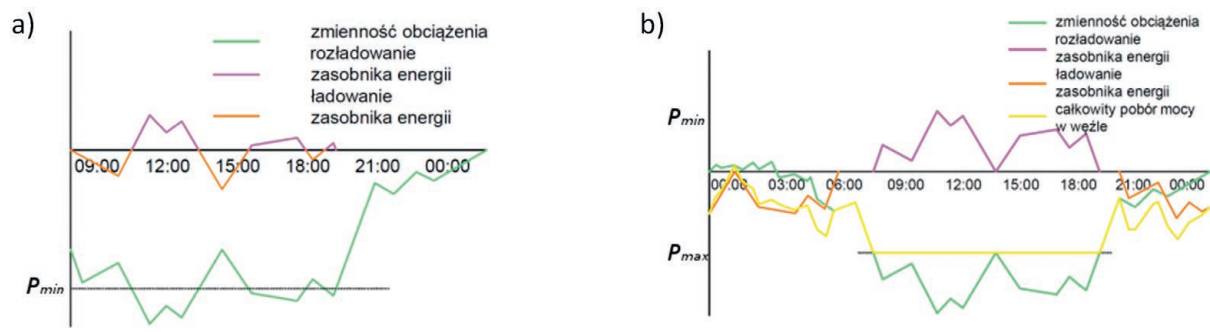 a)
zmienność obciążenia
rozładowanie
zasobnika energii
ładowanie
zasobnika energii
09:00 12:00 15:00 18:00 21:00 00:00
Pmin
b)
zmienność obciążenia
rozładowanie
zasobnika energii
ładowanie
zasobnika energii
całkowity pobór mocy
w węźle
Pmin
00:00 03:00 06:00 09:00 12:00 15:00 18:00 21:00 00:00
Pmax